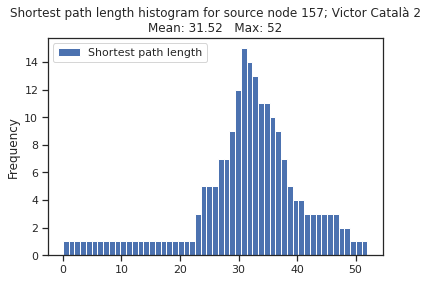 Shortest path length histogram for source node 157; Victor Català 2
Mean: 31.52   Max: 52
Shortest path length
Frequency
14
12
10
8
6
4
2
0
0 10 20 30 40 50